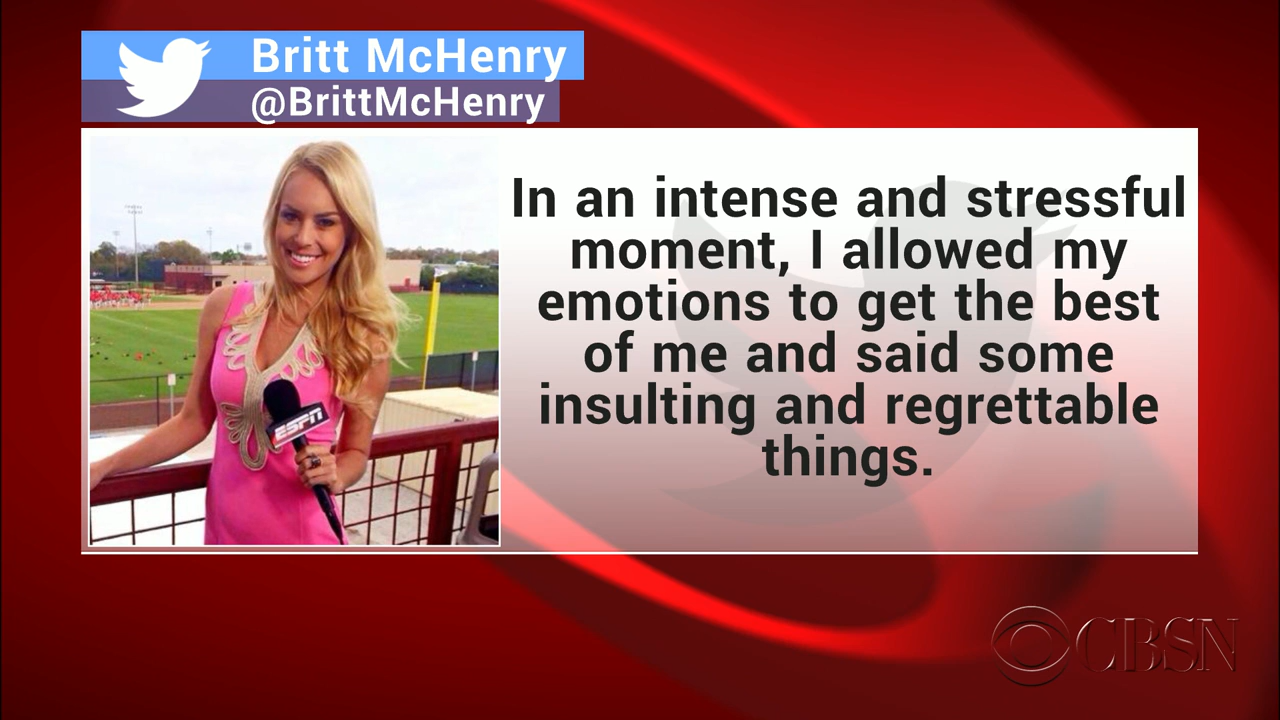 Britt McHenry
@BrittMcHenry
In an intense and stressful
moment, I allowed my
emotions to get the best
of me and said some
insulting and regrettable
things.
ESPN
CBSN